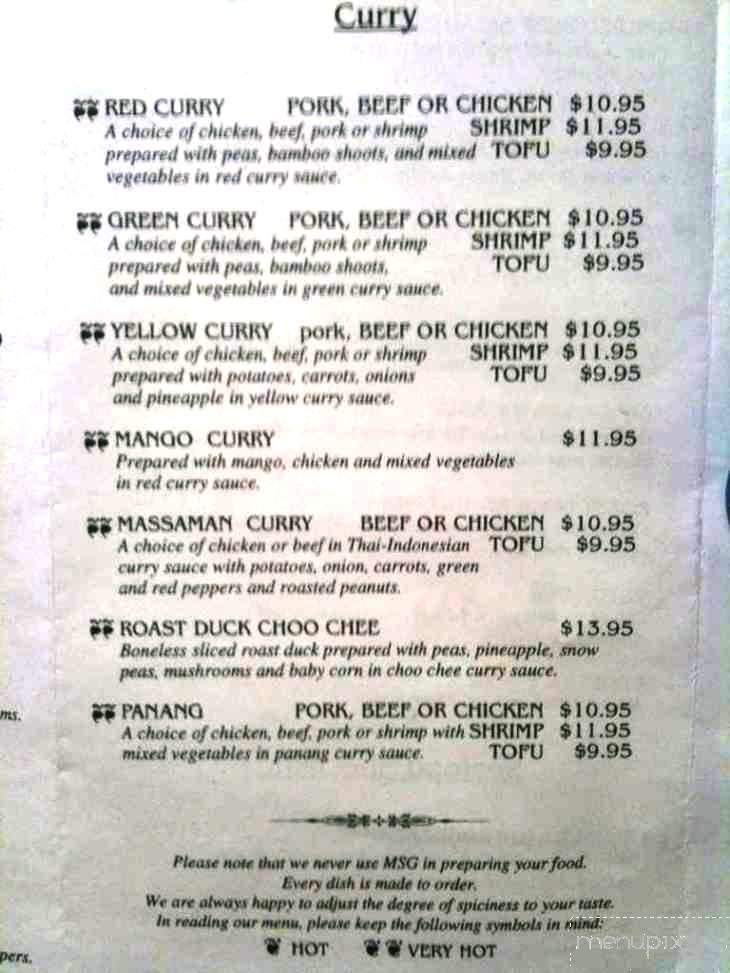 Curry
RED CURRY PORK, BEEF OR CHICKEN $10.95
A choice of chicken, beef, pork or shrimp SHRIMP $11.95
prepared with peas, bamboo shoots, and mixed TOFU $9.95
vegetables in red curry sauce.
GREEN CURRY PORK, BEEF OR CHICKEN $10.95
A choice of chicken, beef, pork or shrimp SHRIMP $11.95
prepared with peas, bamboo shoots, TOFU $9.95
and mixed vegetables in green curry sauce.
YELLOW CURRY pork, BEEF OR CHICKEN $10.95
A choice of chicken, beef, pork or shrimp SHRIMP $11.95
prepared with potatoes, carrots, onions TOFU $9.95
and pineapple in yellow curry sauce.
MANGO CURRY $11.95
Prepared with mango, chicken and mixed vegetables
in red curry sauce.
MASSAMAN CURRY BEEF OR CHICKEN $10.95
A choice of chicken or beef in Thai-Indonesian TOFU $9.95
curry sauce with potatoes, onion, carrots, green
and red peppers and roasted peanuts.
ROAST DUCK CHOO CHEE $13.95
Boneless sliced roast duck prepared with peas, pineapple, snow
peas, mushrooms and baby corn in choo chee curry sauce.
ms.
PANANG PORK, BEEF OR CHICKEN $10.95
A choice of chicken, beef, pork or shrimp with SHRIMP $11.95
mixed vegetables in panang curry sauce. TOFU $9.95
Please note that we never use MSG in preparing your food.
Every dish is made to order.
We are always happy to adjust the degree of spiciness to your taste.
In reading our menu, please keep the following symbols in mind:
HOT VERY HOT
menupix
pers.